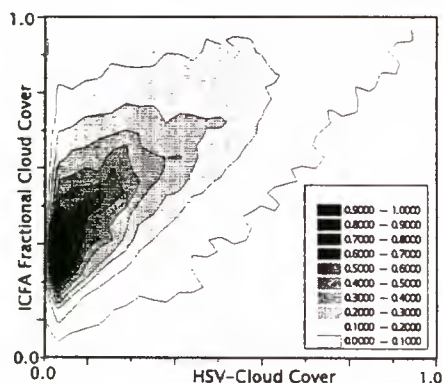 1.0
ICFA Fractional Cloud Cover
0.9000 – 1.0000
0.8000 – 0.9000
0.7000 – 0.8000
0.6000 – 0.7000
0.5000 – 0.6000
0.4000 – 0.5000
0.3000 – 0.4000
0.2000 – 0.3000
0.1000 – 0.2000
0.0000 – 0.1000
0.0
0.0 HSV–Cloud Cover 1.0